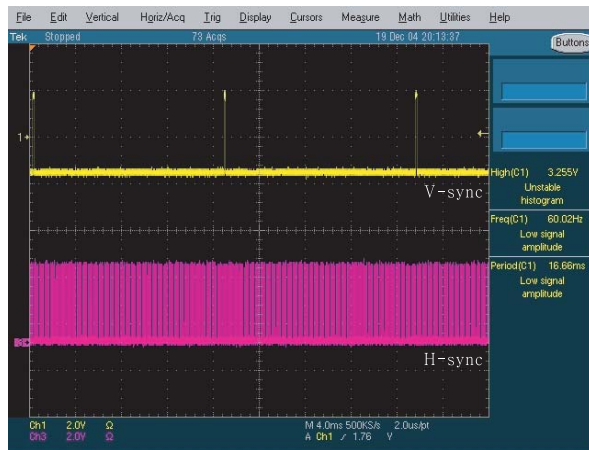 File Edit Vertical Horiz/Acq Trig Display Cursors Measure Math Utilities Help
Tek Stopped 73 Acqs 19 Dec 04 20:13:37 Buttons
1
V-sync
High(C1) 3.255V
Unstable
histogram
Freq(C1) 60.02Hz
Low signal
amplitude
Period(C1) 16.66ms
Low signal
amplitude
H-sync
Ch1 2.0V Ω M 4.0ms 500KS/s 2.0us/pt
Ch3 2.0V Ω A Ch1 ∕ 1.76 V